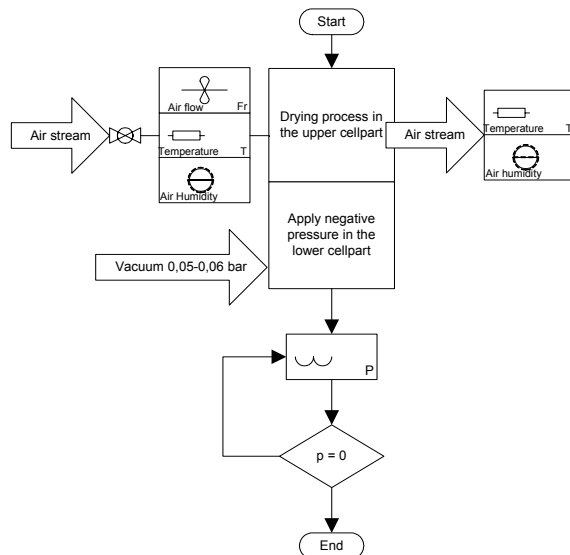 Start
Air flow
Fr
Air stream
Temperature
T
Air Humidity
Drying process in
the upper cellpart
Air stream
Temperature
T
Air humidity
Apply negative
pressure in the
lower cellpart
Vacuum 0,05-0,06 bar
P
p = 0
End